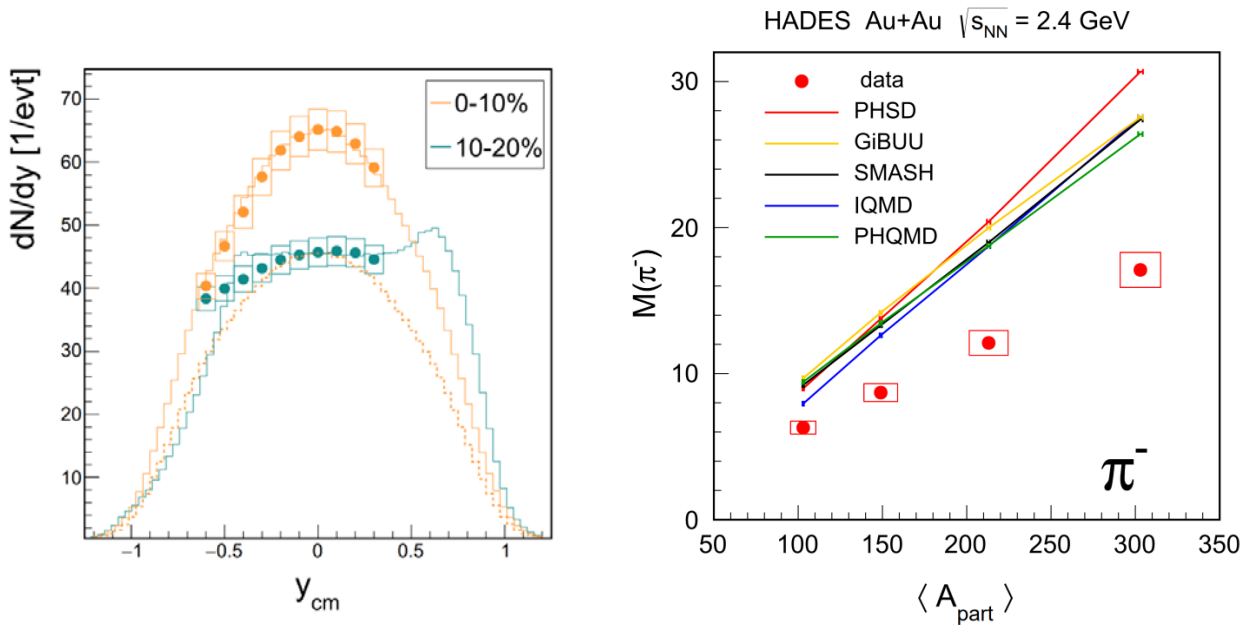 dN/dy [1/evt]
70
60
50
40
30
20
10
−1
−0.5
0
0.5
1
y_cm
0-10%
10-20%
HADES Au+Au √s_NN = 2.4 GeV
M(π⁻)
30
20
10
0
50
100
150
200
250
300
350
⟨ A_part ⟩
data
PHSD
GiBUU
SMASH
IQMD
PHQMD
π⁻